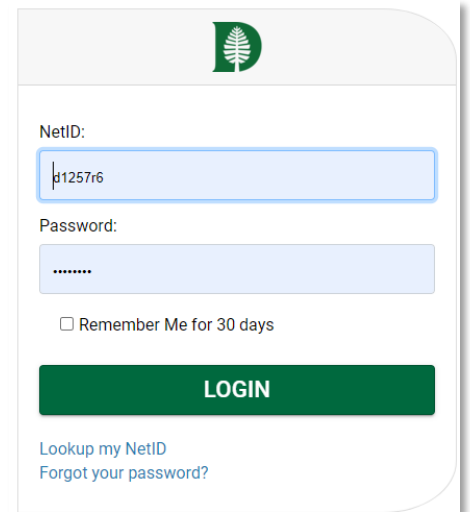 D
NetID:
d1257r6
Password:
••••••••
Remember Me for 30 days
LOGIN
Lookup my NetID
Forgot your password?